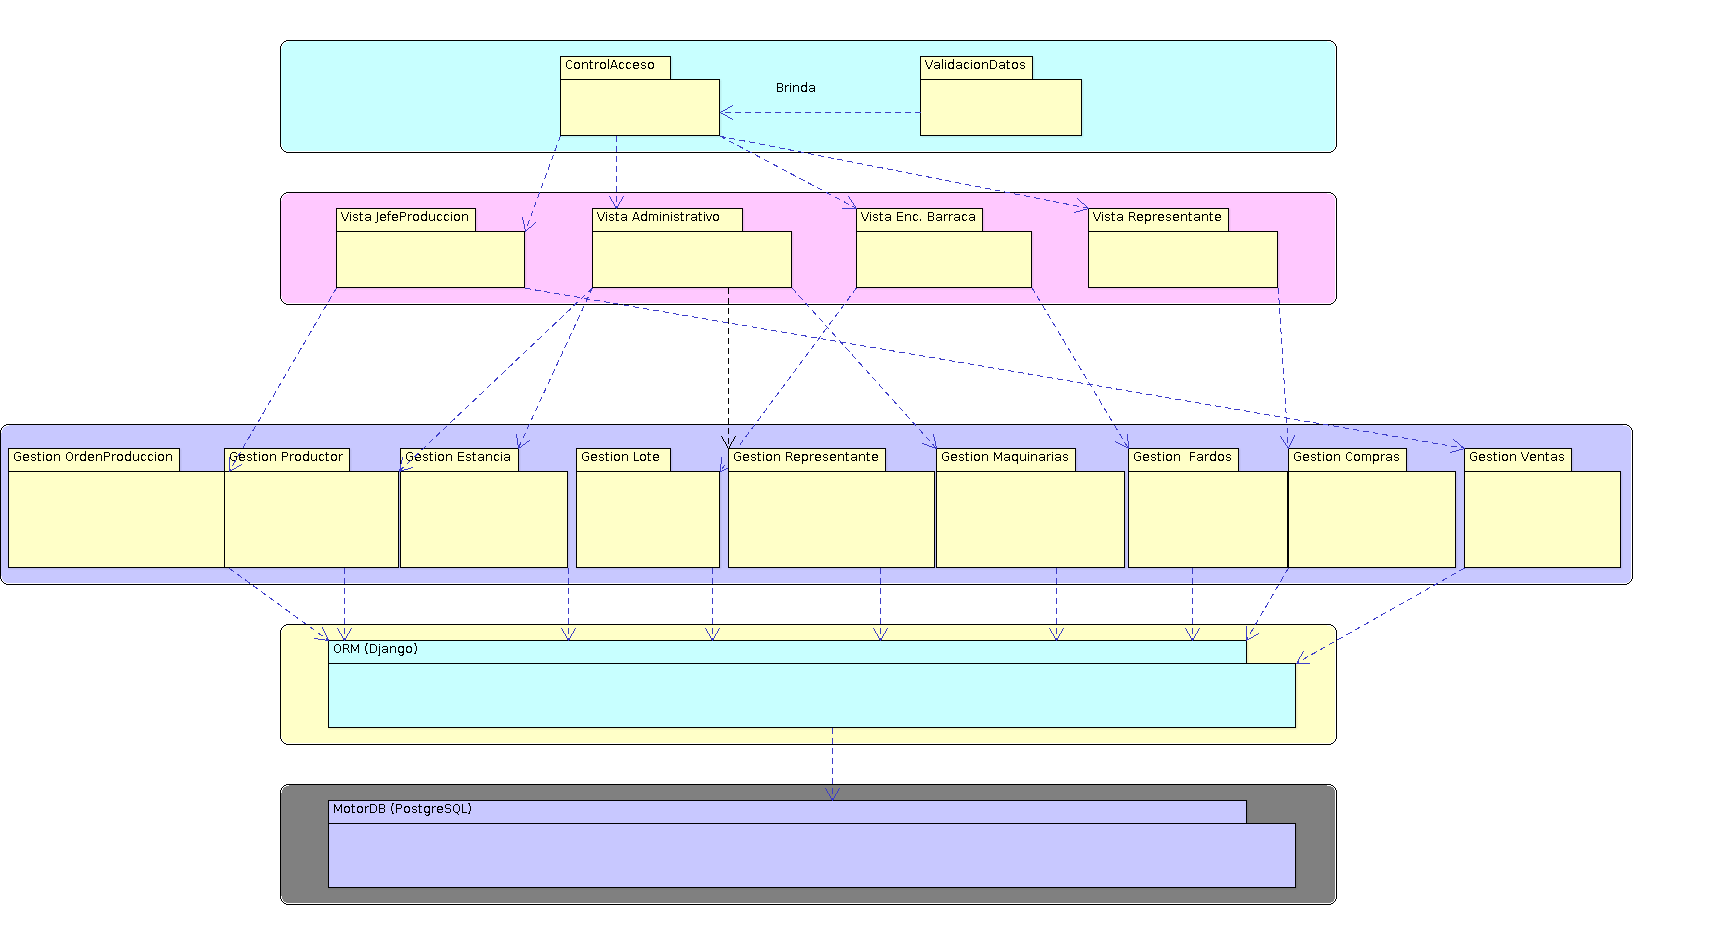 ControlAcceso
ValidacionDatos
Brinda
Vista JefeProduccion
Vista Administrativo
Vista Enc. Barraca
Vista Representante
Gestion OrdenProduccion
Gestion Productor
Gestion Estancia
Gestion Lote
Gestion Representante
Gestion Maquinarias
Gestion  Fardos
Gestion Compras
Gestion Ventas
ORM (Django)
MotorDB (PostgreSQL)